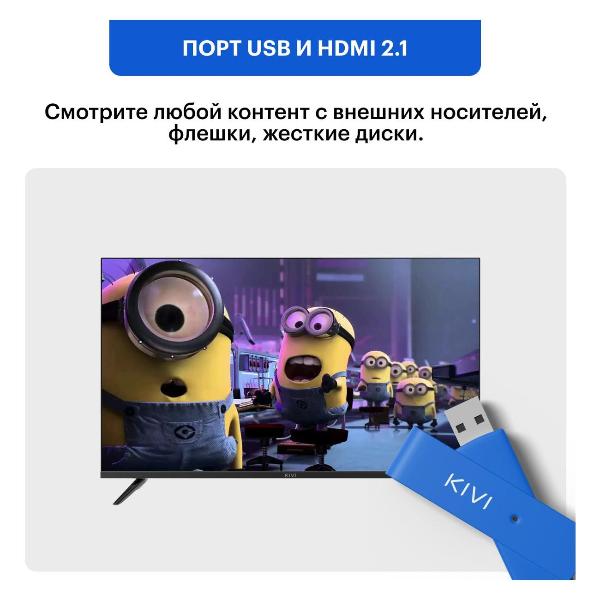 ПОРТ USB И HDMI 2.1
Смотрите любой контент с внешних носителей,
флешки, жесткие диски.
KIVI
KIVI